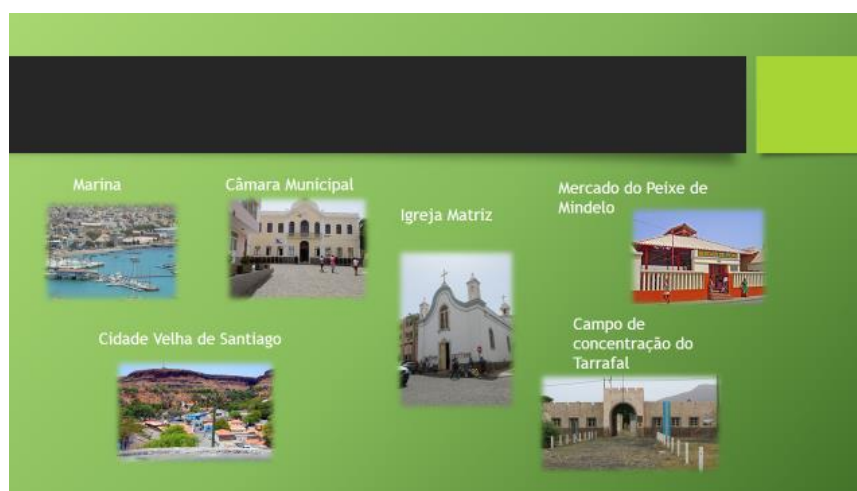 Marina
Câmara Municipal
Igreja Matriz
Mercado do Peixe de
Mindelo
Cidade Velha de Santiago
Campo de
concentração do
Tarrafal